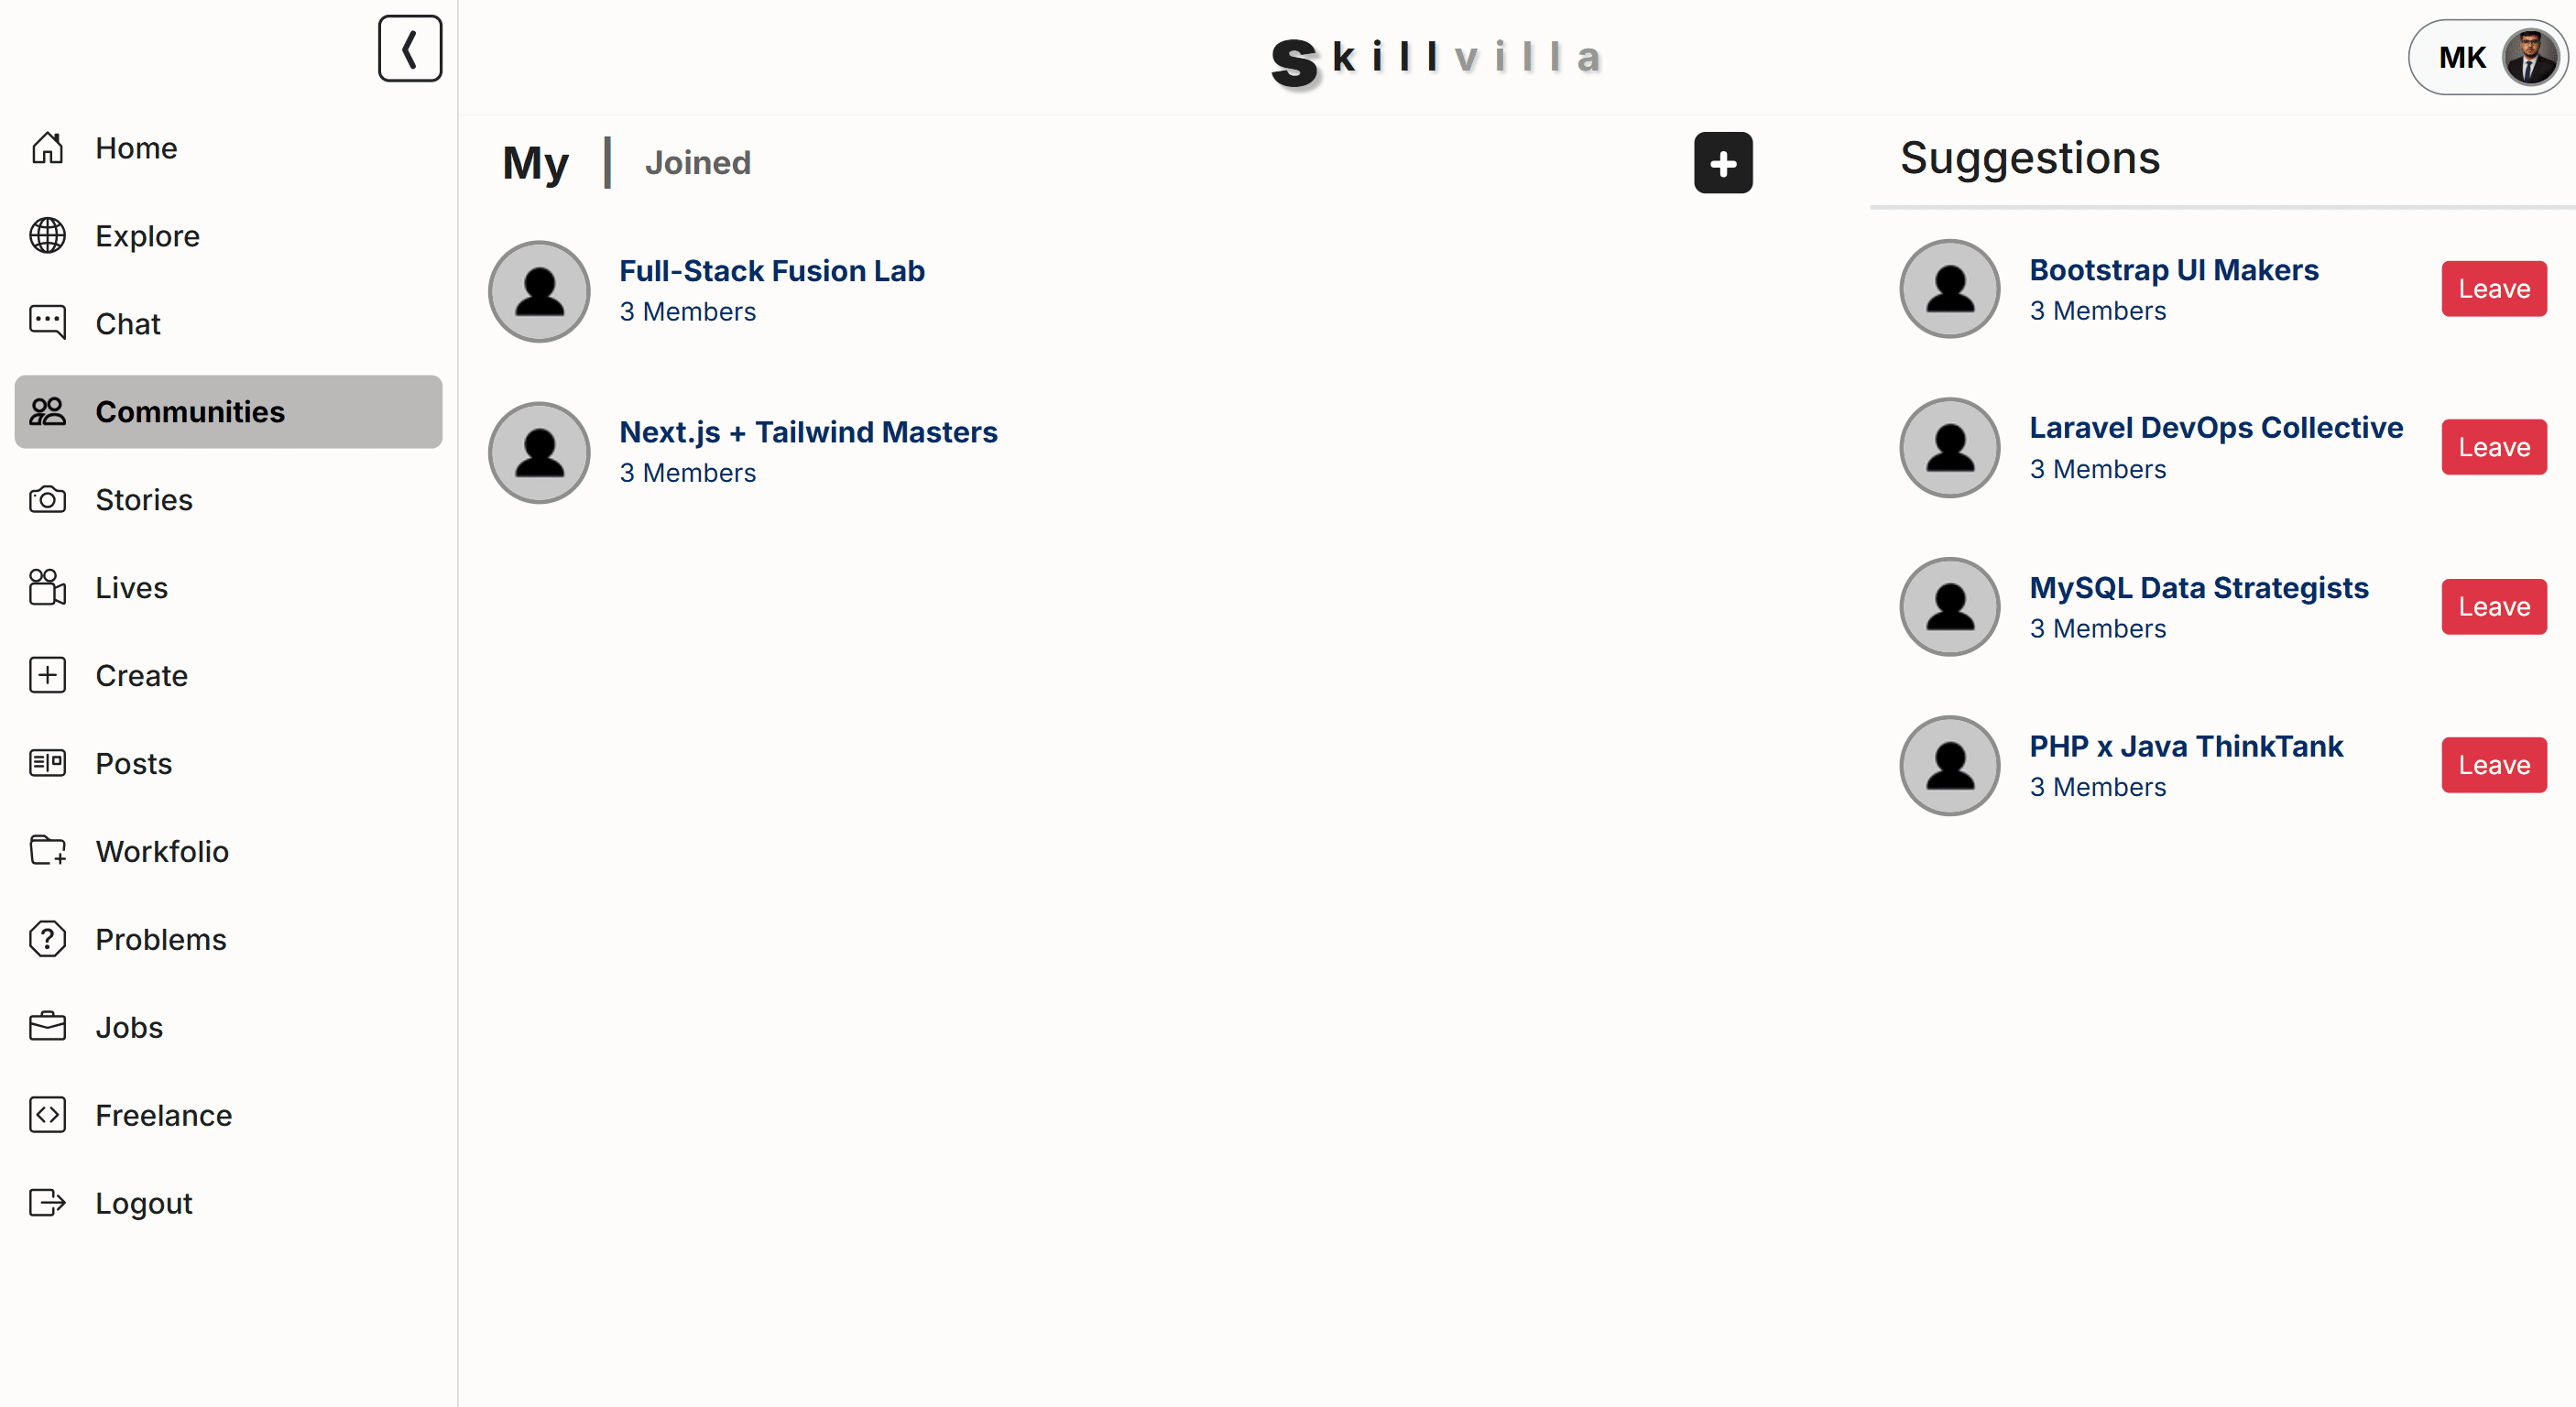 Skillvilla
MK
Home
Explore
Chat
Communities
Stories
Lives
Create
Posts
Workfolio
Problems
Jobs
Freelance
Logout
My | Joined
Full-Stack Fusion Lab
3 Members
Next.js + Tailwind Masters
3 Members
Suggestions
Bootstrap UI Makers
3 Members
Leave
Laravel DevOps Collective
3 Members
Leave
MySQL Data Strategists
3 Members
Leave
PHP x Java ThinkTank
3 Members
Leave